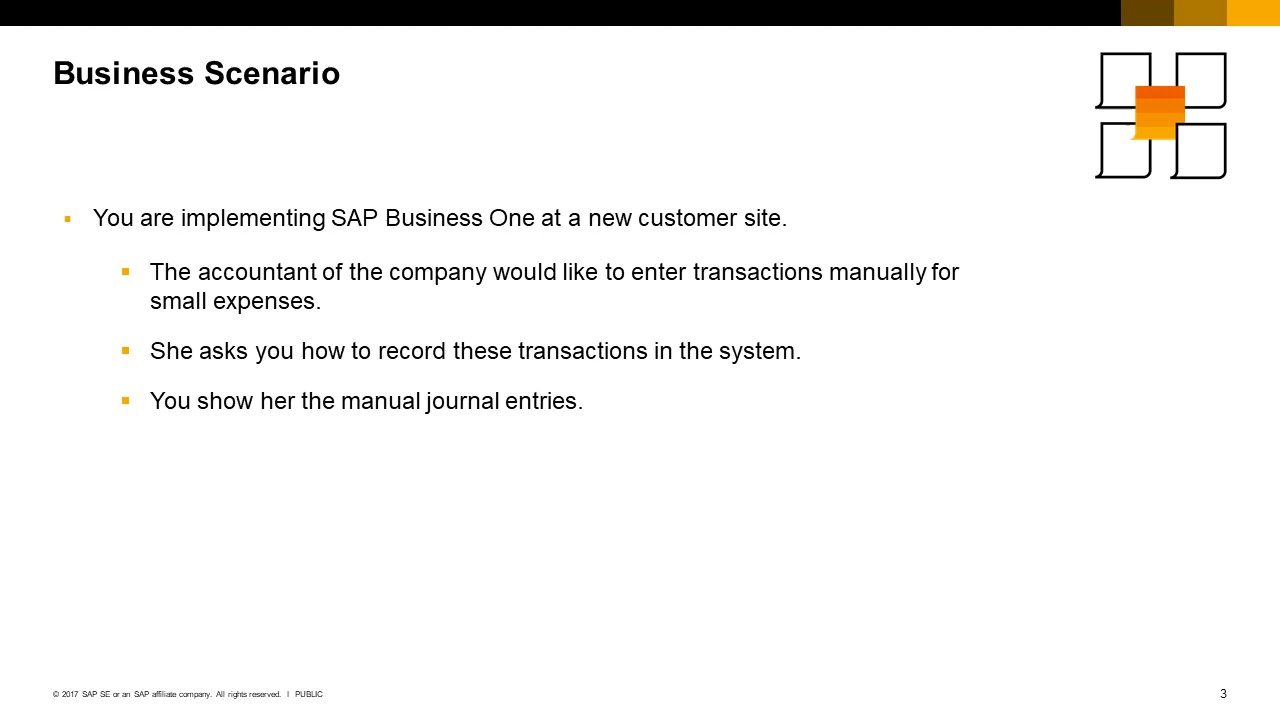 Business Scenario
▪ You are implementing SAP Business One at a new customer site.
▪ The accountant of the company would like to enter transactions manually for
small expenses.
▪ She asks you how to record these transactions in the system.
▪ You show her the manual journal entries.
© 2017 SAP SE or an SAP affiliate company. All rights reserved. ǀ PUBLIC
3